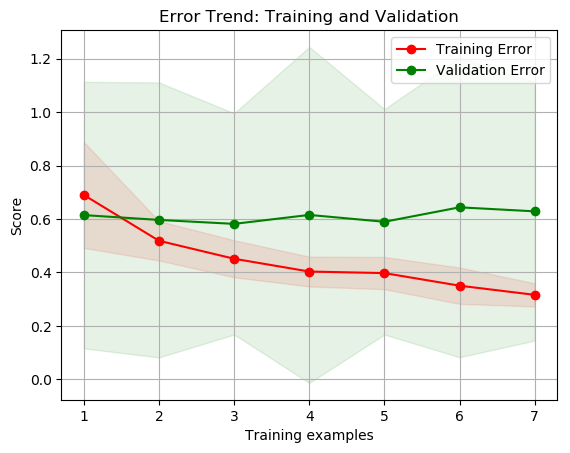 Error Trend: Training and Validation
Training Error
Validation Error
1.2
1.0
0.8
0.6
0.4
0.2
0.0
Score
1 2 3 4 5 6 7
Training examples